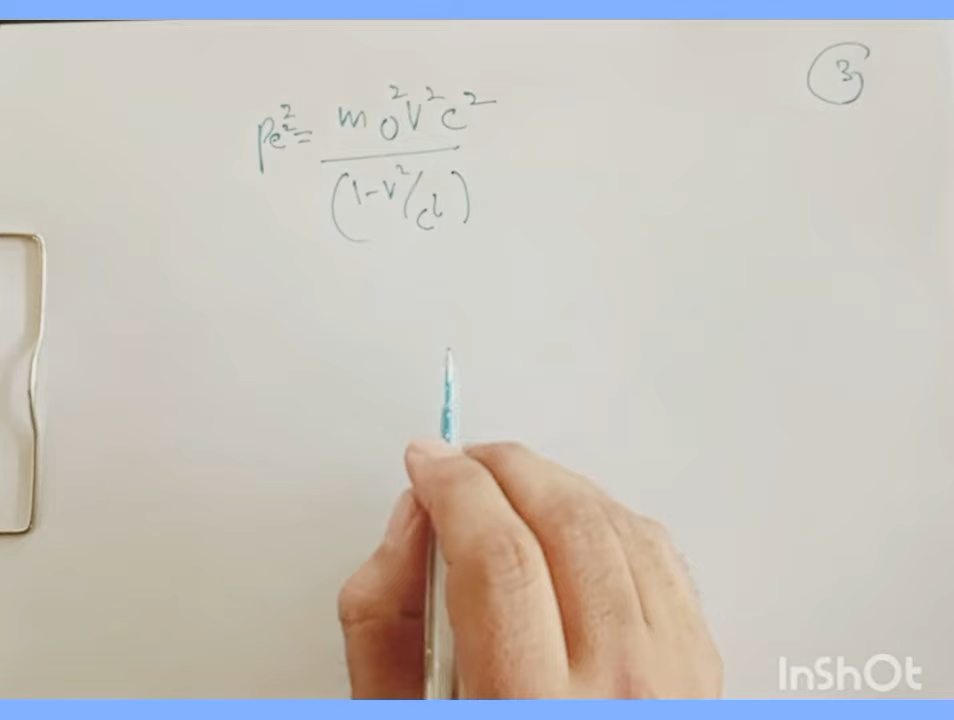 3
p²c² = m₀²v²c² / (1-v²/c²)
InShOt